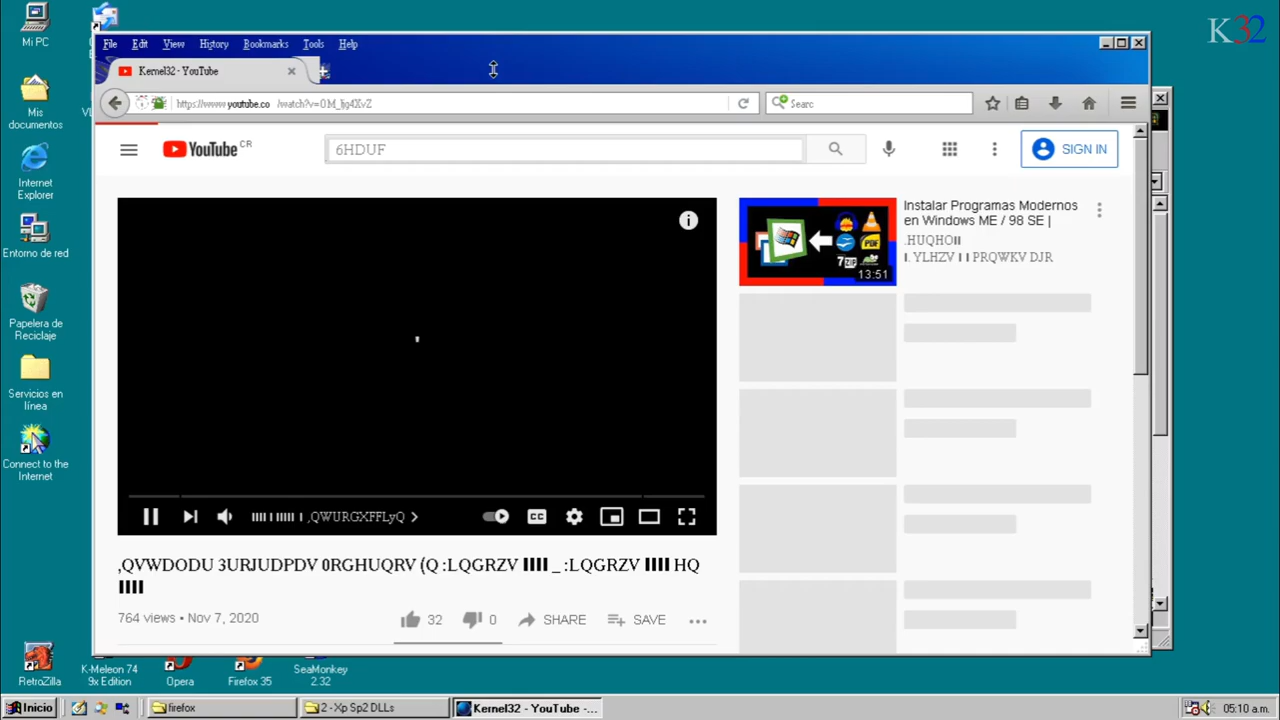 K32
Mi PC
Mis
documentos
Internet
Explorer
Entorno de red
Papelera de
Reciclaje
Servicios en
línea
Connect to the
Internet
RetroZilla
K-Meleon 74
9x Edition
Opera
Firefox 35
SeaMonkey
2.32
File Edit View History Bookmarks Tools Help
Kernel32 - YouTube
https://www.youtube.co
Searc
YouTube CR
6HDUF
SIGN IN
Instalar Programas Modernos
en Windows ME / 98 SE |
.HUQHO
13:51
,QWURGXFFLyQ
,QVWDODU 3URJUDPDV 0RGHUQRV (Q :LQGRZV _ :LQGRZV HQ
764 views • Nov 7, 2020
32 0 SHARE SAVE
Inicio
firefox
2 - Xp Sp2 DLLs
Kernel32 - YouTube -...
05:10 a.m.